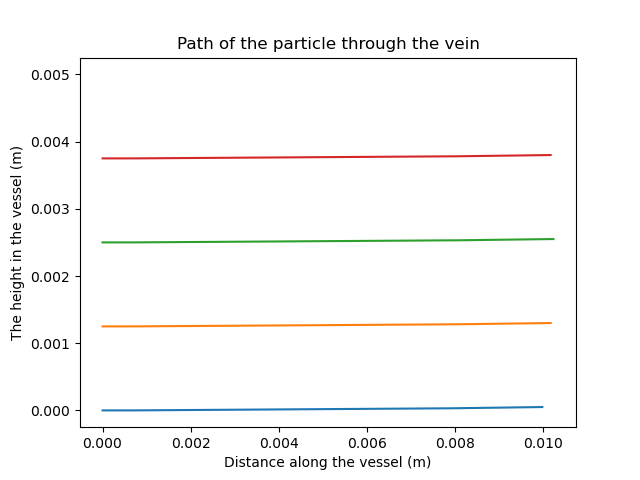 Path of the particle through the vein
0.005
0.004
0.003
0.002
0.001
0.000
The height in the vessel (m)
0.000 0.002 0.004 0.006 0.008 0.010
Distance along the vessel (m)